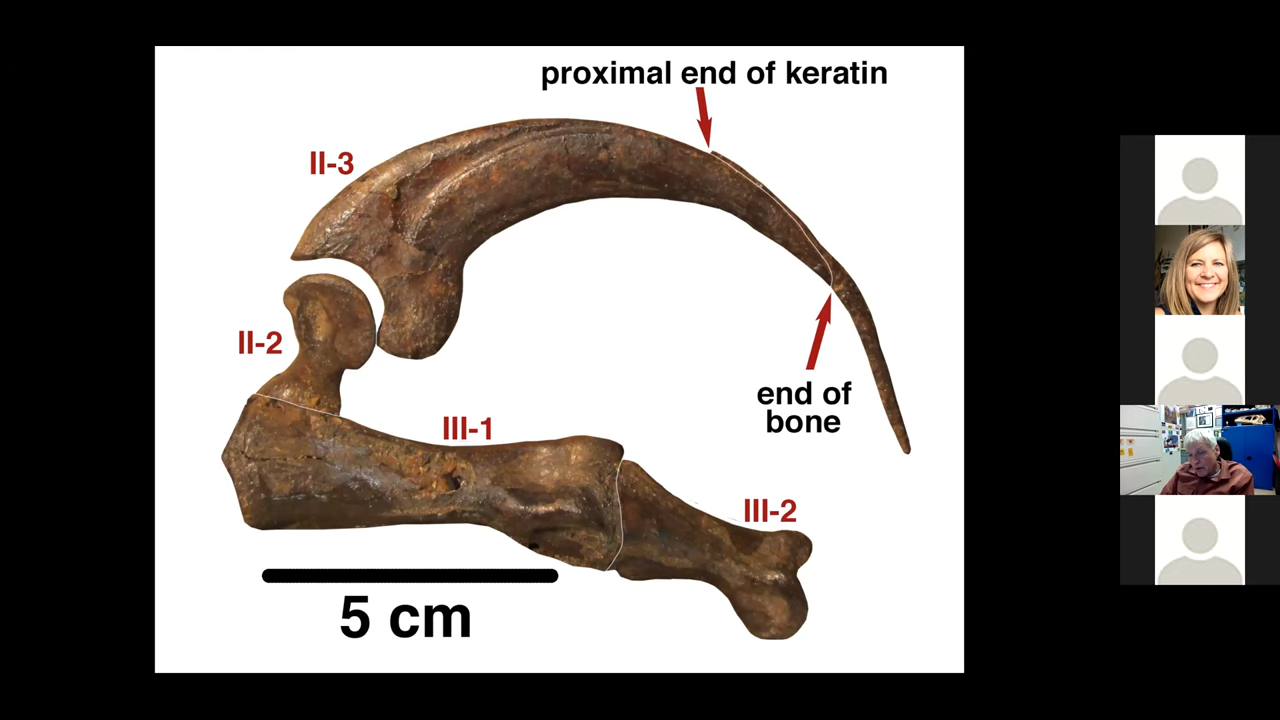 proximal end of keratin
II-3
II-2
end of
bone
III-1
III-2
5 cm